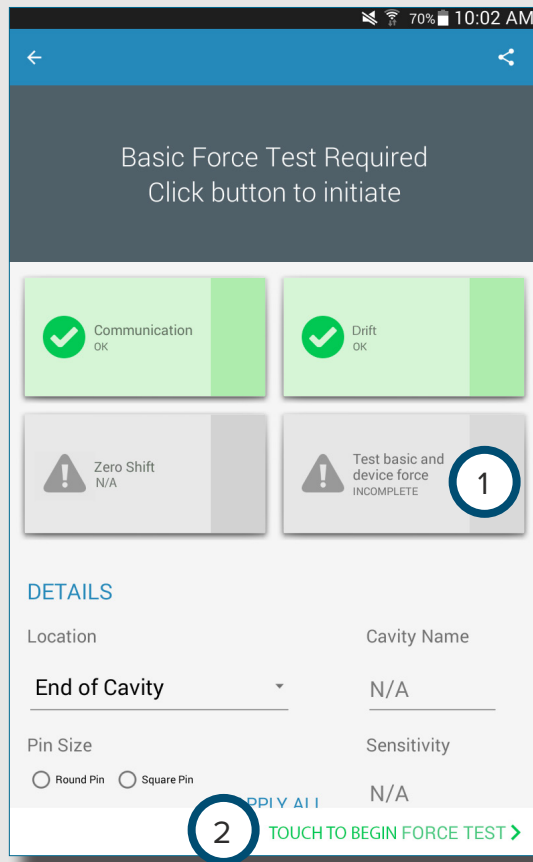 70% 10:02 AM
Basic Force Test Required
Click button to initiate
Communication
OK
Drift
OK
Zero Shift
N/A
Test basic and
device force
INCOMPLETE
1
DETAILS
Location
Cavity Name
End of Cavity
N/A
Pin Size
Sensitivity
Round Pin
Square Pin
N/A
PPLY ALL
2
TOUCH TO BEGIN FORCE TEST